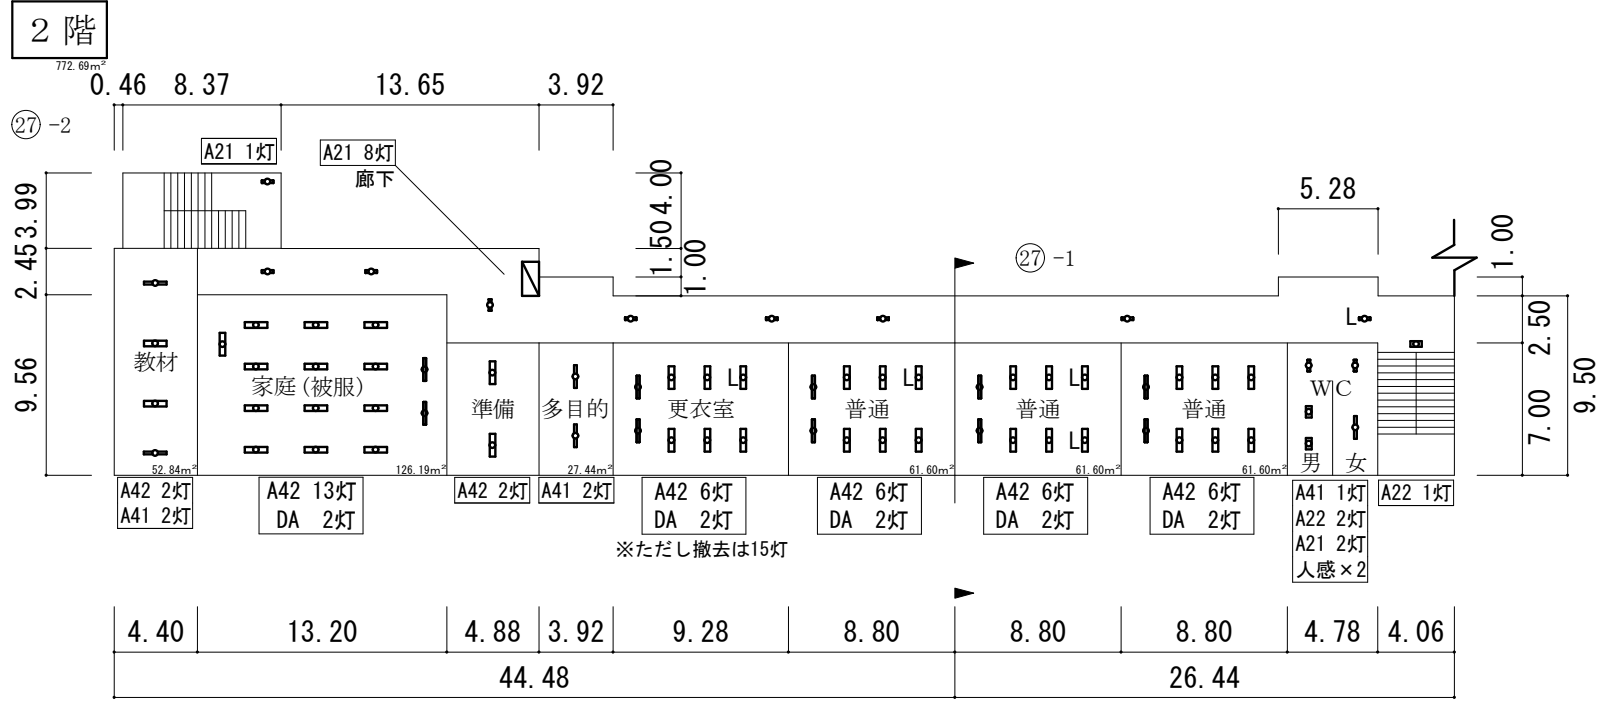 2 階
772.69m²
0.46 8.37 13.65 3.92
㉗ -2
A21 1灯
A21 8灯
廊下
3.99
2.45
9.56
4.00
1.50
1.00
㉗ -1
5.28
1.00
2.50
7.00
9.50
L
教材
52.84m²
家庭(被服)
126.19m²
準備
多目的
27.44m²
更衣室
L
普通
L
61.60m²
普通
L
L
61.60m²
普通
61.60m²
WC
男 女
A42 2灯
A41 2灯
A42 13灯
DA 2灯
A42 2灯
A41 2灯
A42 6灯
DA 2灯
※ただし撤去は15灯
A42 6灯
DA 2灯
A42 6灯
DA 2灯
A42 6灯
DA 2灯
A41 1灯
A22 2灯
A21 2灯
人感×2
A22 1灯
4.40 13.20 4.88 3.92 9.28 8.80 8.80 8.80 4.78 4.06
44.48 26.44